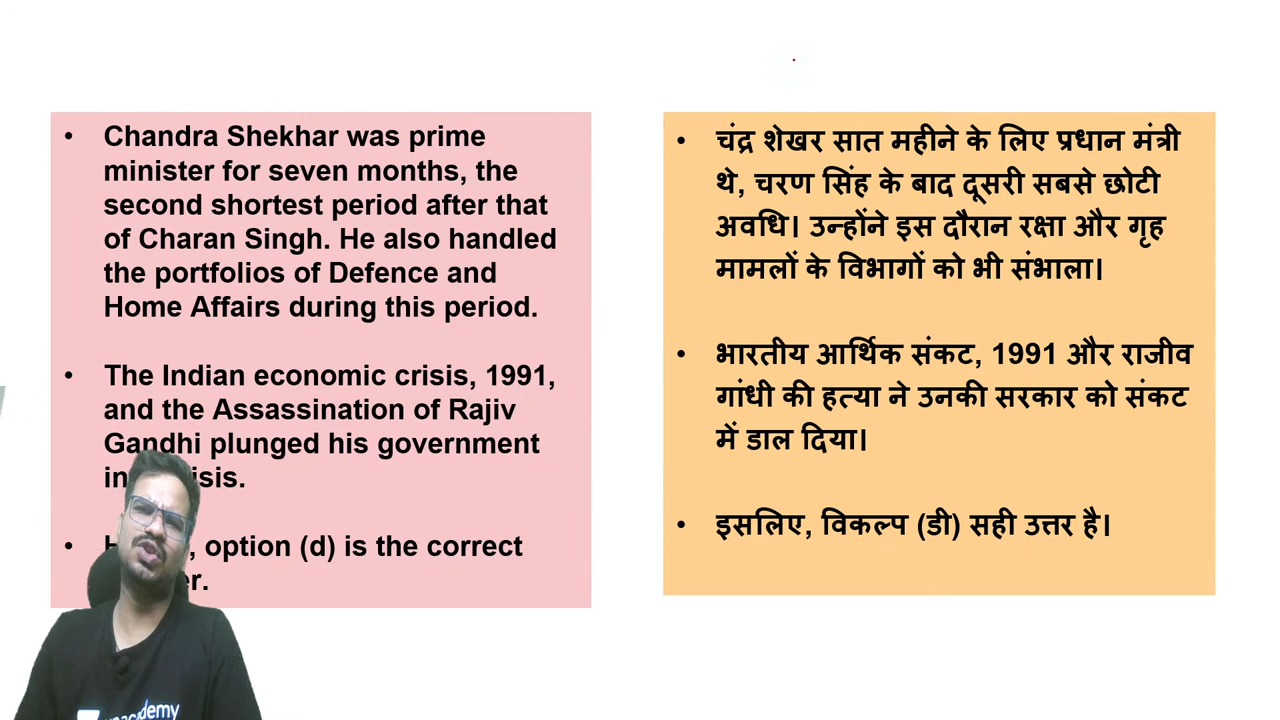 • Chandra Shekhar was prime
minister for seven months, the
second shortest period after that
of Charan Singh. He also handled
the portfolios of Defence and
Home Affairs during this period.
• The Indian economic crisis, 1991,
and the Assassination of Rajiv
Gandhi plunged his government
in isis.
• H , option (d) is the correct
er.
• चंद्र शेखर सात महीने के लिए प्रधान मंत्री
थे, चरण सिंह के बाद दूसरी सबसे छोटी
अवधि। उन्होंने इस दौरान रक्षा और गृह
मामलों के विभागों को भी संभाला।
• भारतीय आर्थिक संकट, 1991 और राजीव
गांधी की हत्या ने उनकी सरकार को संकट
में डाल दिया।
• इसलिए, विकल्प (डी) सही उत्तर है।